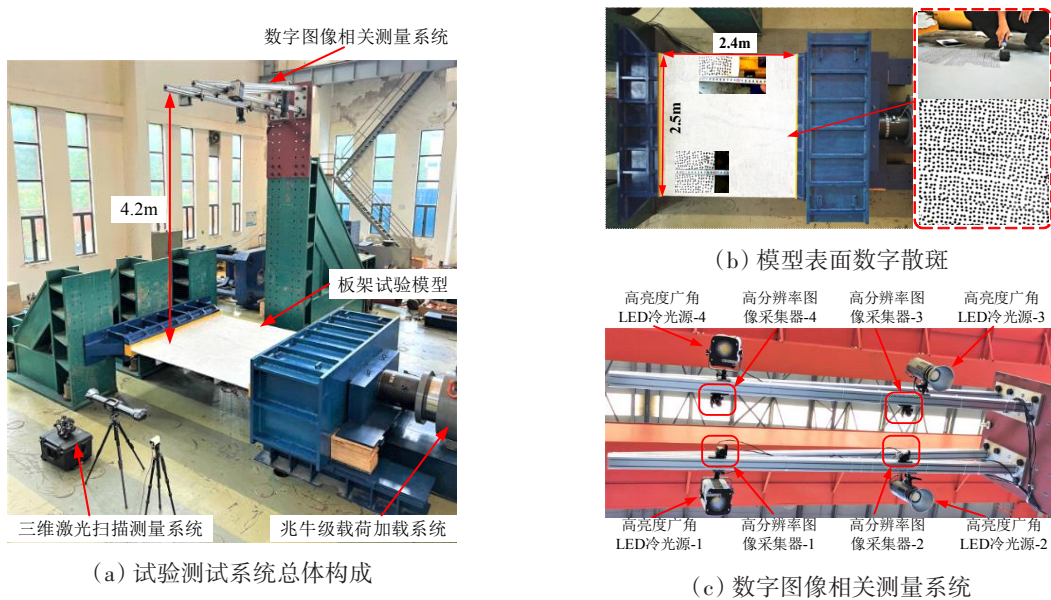 数字图像相关测量系统
4.2m
板架试验模型
三维激光扫描测量系统
兆牛级载荷加载系统
(a)试验测试系统总体构成
2.4m
2.5m
(b)模型表面数字散斑
高亮度广角
LED冷光源-4
高分辨率图
像采集器-4
高分辨率图
像采集器-3
高亮度广角
LED冷光源-3
高亮度广角
LED冷光源-1
高分辨率图
像采集器-1
高分辨率图
像采集器-2
高亮度广角
LED冷光源-2
(c)数字图像相关测量系统